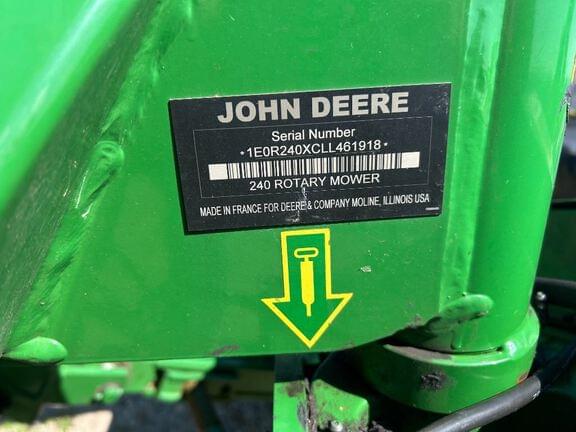 JOHN DEERE
Serial Number
*1E0R240XCLL461918*
240 ROTARY MOWER
MADE IN FRANCE FOR DEERE & COMPANY MOLINE, ILLINOIS USA